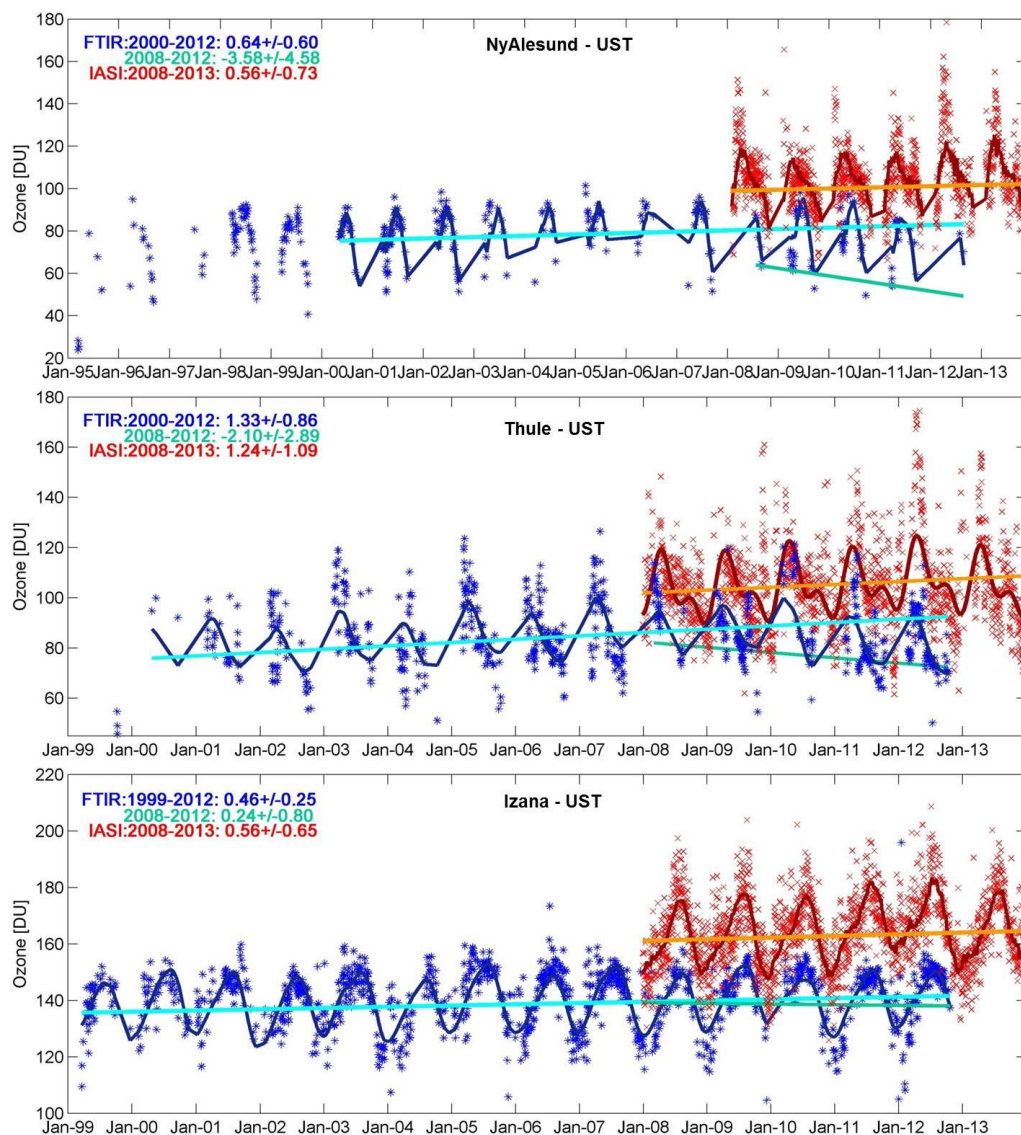 180
FTIR:2000-2012: 0.64+/-0.60
NyAlesund - UST
2008-2012: -3.58+/-4.58
IASI:2008-2013: 0.56+/-0.73
160
140
120
Ozone [DU]
100
80
60
40
20
Jan-95 Jan-96 Jan-97 Jan-98 Jan-99 Jan-00 Jan-01 Jan-02 Jan-03 Jan-04 Jan-05 Jan-06 Jan-07 Jan-08 Jan-09 Jan-10 Jan-11 Jan-12 Jan-13
180
FTIR:2000-2012: 1.33+/-0.86
Thule - UST
2008-2012: -2.10+/-2.89
IASI:2008-2013: 1.24+/-1.09
160
140
120
Ozone [DU]
100
80
60
Jan-99 Jan-00 Jan-01 Jan-02 Jan-03 Jan-04 Jan-05 Jan-06 Jan-07 Jan-08 Jan-09 Jan-10 Jan-11 Jan-12 Jan-13
220
FTIR:1999-2012: 0.46+/-0.25
Izana - UST
2008-2012: 0.24+/-0.80
IASI:2008-2013: 0.56+/-0.65
200
180
Ozone [DU]
160
140
120
100
Jan-99 Jan-00 Jan-01 Jan-02 Jan-03 Jan-04 Jan-05 Jan-06 Jan-07 Jan-08 Jan-09 Jan-10 Jan-11 Jan-12 Jan-13